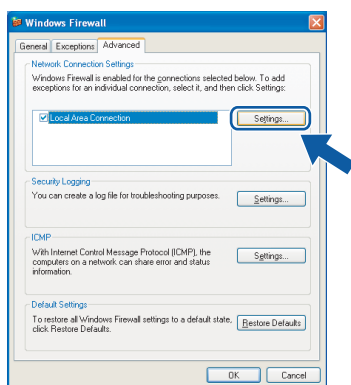 Windows Firewall
General Exceptions Advanced
Network Connection Settings
Windows Firewall is enabled for the connections selected below. To add
exceptions for an individual connection, select it, and then click Settings:
Local Area Connection
Settings...
Security Logging
You can create a log file for troubleshooting purposes.
Settings...
ICMP
With Internet Control Message Protocol (ICMP), the
computers on a network can share error and status
information.
Settings...
Default Settings
To restore all Windows Firewall settings to a default state,
click Restore Defaults.
Restore Defaults
OK Cancel